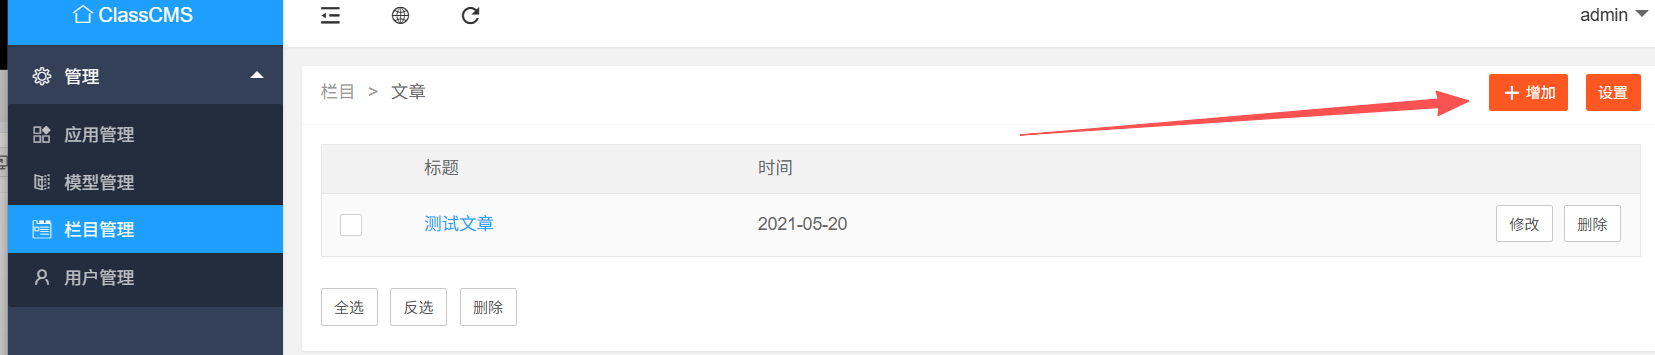 ClassCMS
admin
管理
栏目 > 文章
增加
设置
应用管理
模型管理
栏目管理
用户管理
标题 时间
测试文章 2021-05-20 修改 删除
全选 反选 删除